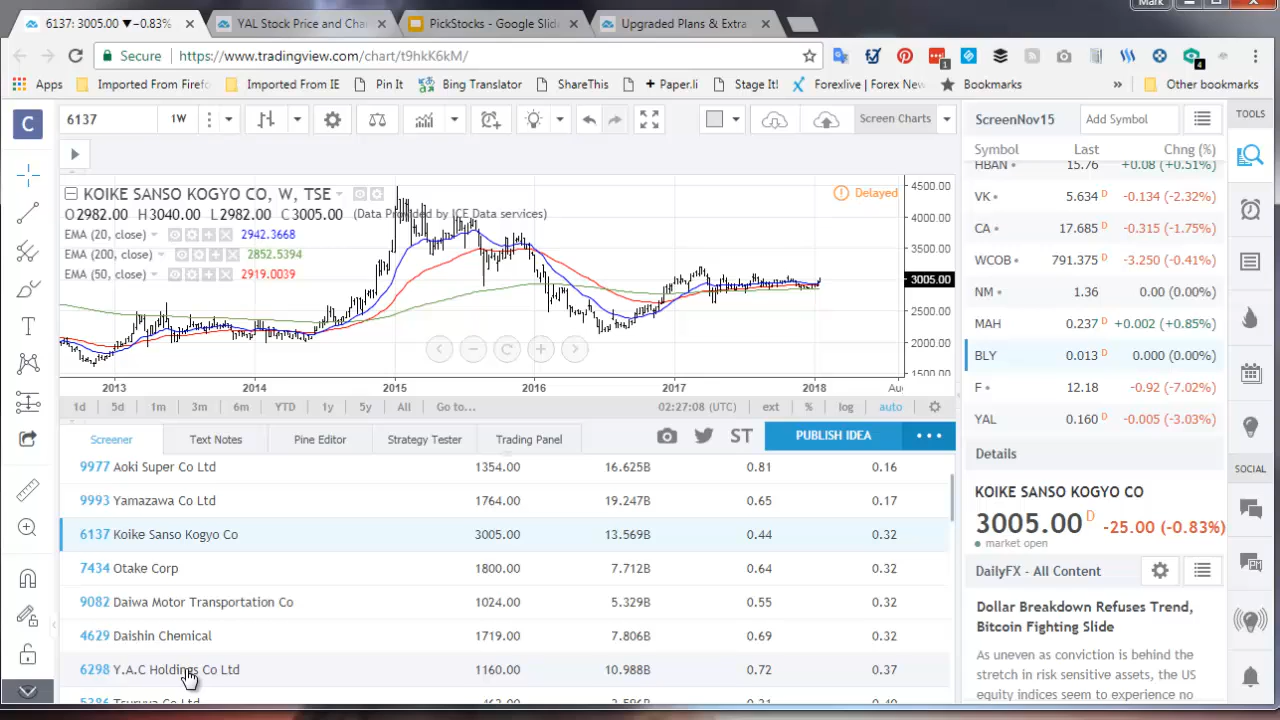 Mark
6137: 3005.00 ▼−0.83%
YAL Stock Price and Cha
PickStocks - Google Slid
Upgraded Plans & Extra
Secure
https://www.tradingview.com/chart/t9hkK6kM/
1
4
Apps
Imported From Firefo
Imported From IE
Pin It
Bing Translator
ShareThis
+ Paper.li
Stage It!
Forexlive | Forex New
Bookmarks
»
Other bookmarks
C
6137
1W
Screen Charts
ScreenNov15
Add Symbol
TOOLS
KOIKE SANSO KOGYO CO, W, TSE
O2982.00 H3040.00 L2982.00 C3005.00 (Data Provided by ICE Data services)
EMA (20, close) 2942.3668
EMA (200, close) 2852.5394
EMA (50, close) 2919.0039
Delayed
4500.00
4000.00
3500.00
3005.00
2500.00
2000.00
1500.00
2013 2014 2015 2016 2017 2018 Au
1d 5d 1m 3m 6m YTD 1y 5y All Go to... 02:27:08 (UTC) ext % log auto
Screener Text Notes Pine Editor Strategy Tester Trading Panel
ST
PUBLISH IDEA
9977 Aoki Super Co Ltd 1354.00 16.625B 0.81 0.16
9993 Yamazawa Co Ltd 1764.00 19.247B 0.65 0.17
6137 Koike Sanso Kogyo Co 3005.00 13.569B 0.44 0.32
7434 Otake Corp 1800.00 7.712B 0.64 0.32
9082 Daiwa Motor Transportation Co 1024.00 5.329B 0.55 0.32
4629 Daishin Chemical 1719.00 7.806B 0.69 0.32
6298 Y.A.C Holdings Co Ltd 1160.00 10.988B 0.72 0.37
Symbol Last Chng (%)
HBAN 15.76 +0.08 (+0.51%)
VK 5.634 D -0.134 (-2.32%)
CA 17.685 D -0.315 (-1.75%)
WCOB 791.375 D -3.250 (-0.41%)
NM 1.36 0.00 (0.00%)
MAH 0.237 D +0.002 (+0.85%)
BLY 0.013 D 0.000 (0.00%)
F 12.18 -0.92 (-7.02%)
YAL 0.160 D -0.005 (-3.03%)
Details
SOCIAL
KOIKE SANSO KOGYO CO
3005.00 D -25.00 (-0.83%)
market open
DailyFX - All Content
Dollar Breakdown Refuses Trend,
Bitcoin Fighting Slide
As uneven as conviction is behind the
stretch in risk sensitive assets, the US
equity indices seem to experience no